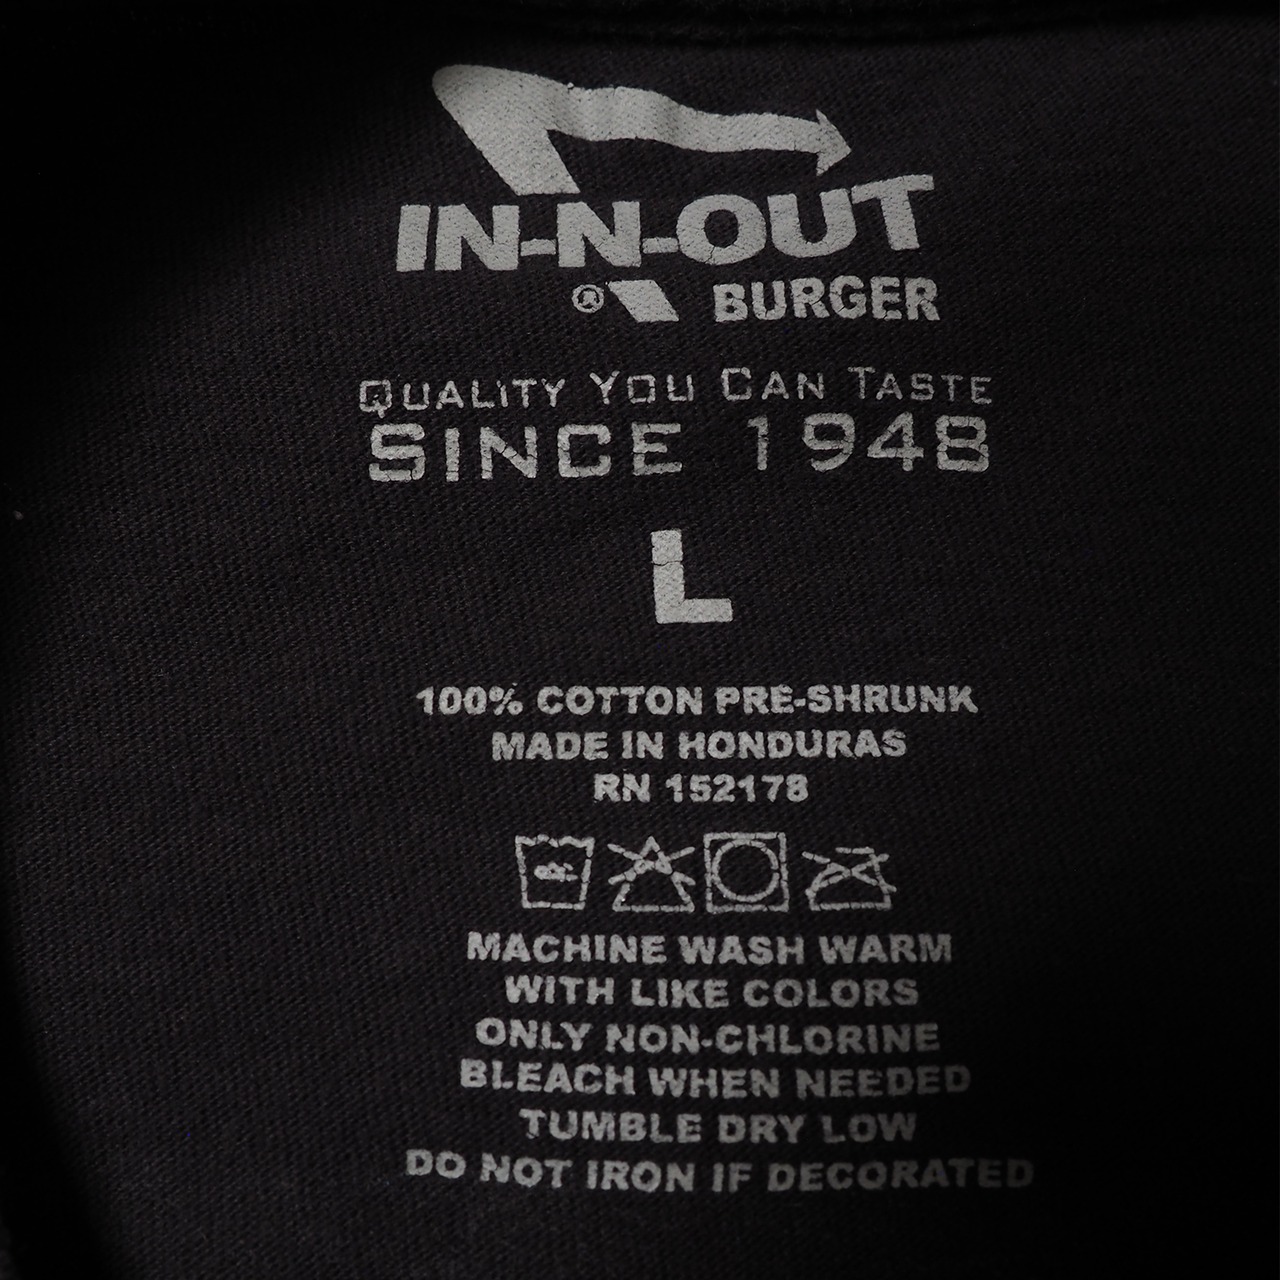 IN-N-OUT
® BURGER
QUALITY YOU CAN TASTE
SINCE 1948
L
100% COTTON PRE-SHRUNK
MADE IN HONDURAS
RN 152178
MACHINE WASH WARM
WITH LIKE COLORS
ONLY NON-CHLORINE
BLEACH WHEN NEEDED
TUMBLE DRY LOW
DO NOT IRON IF DECORATED